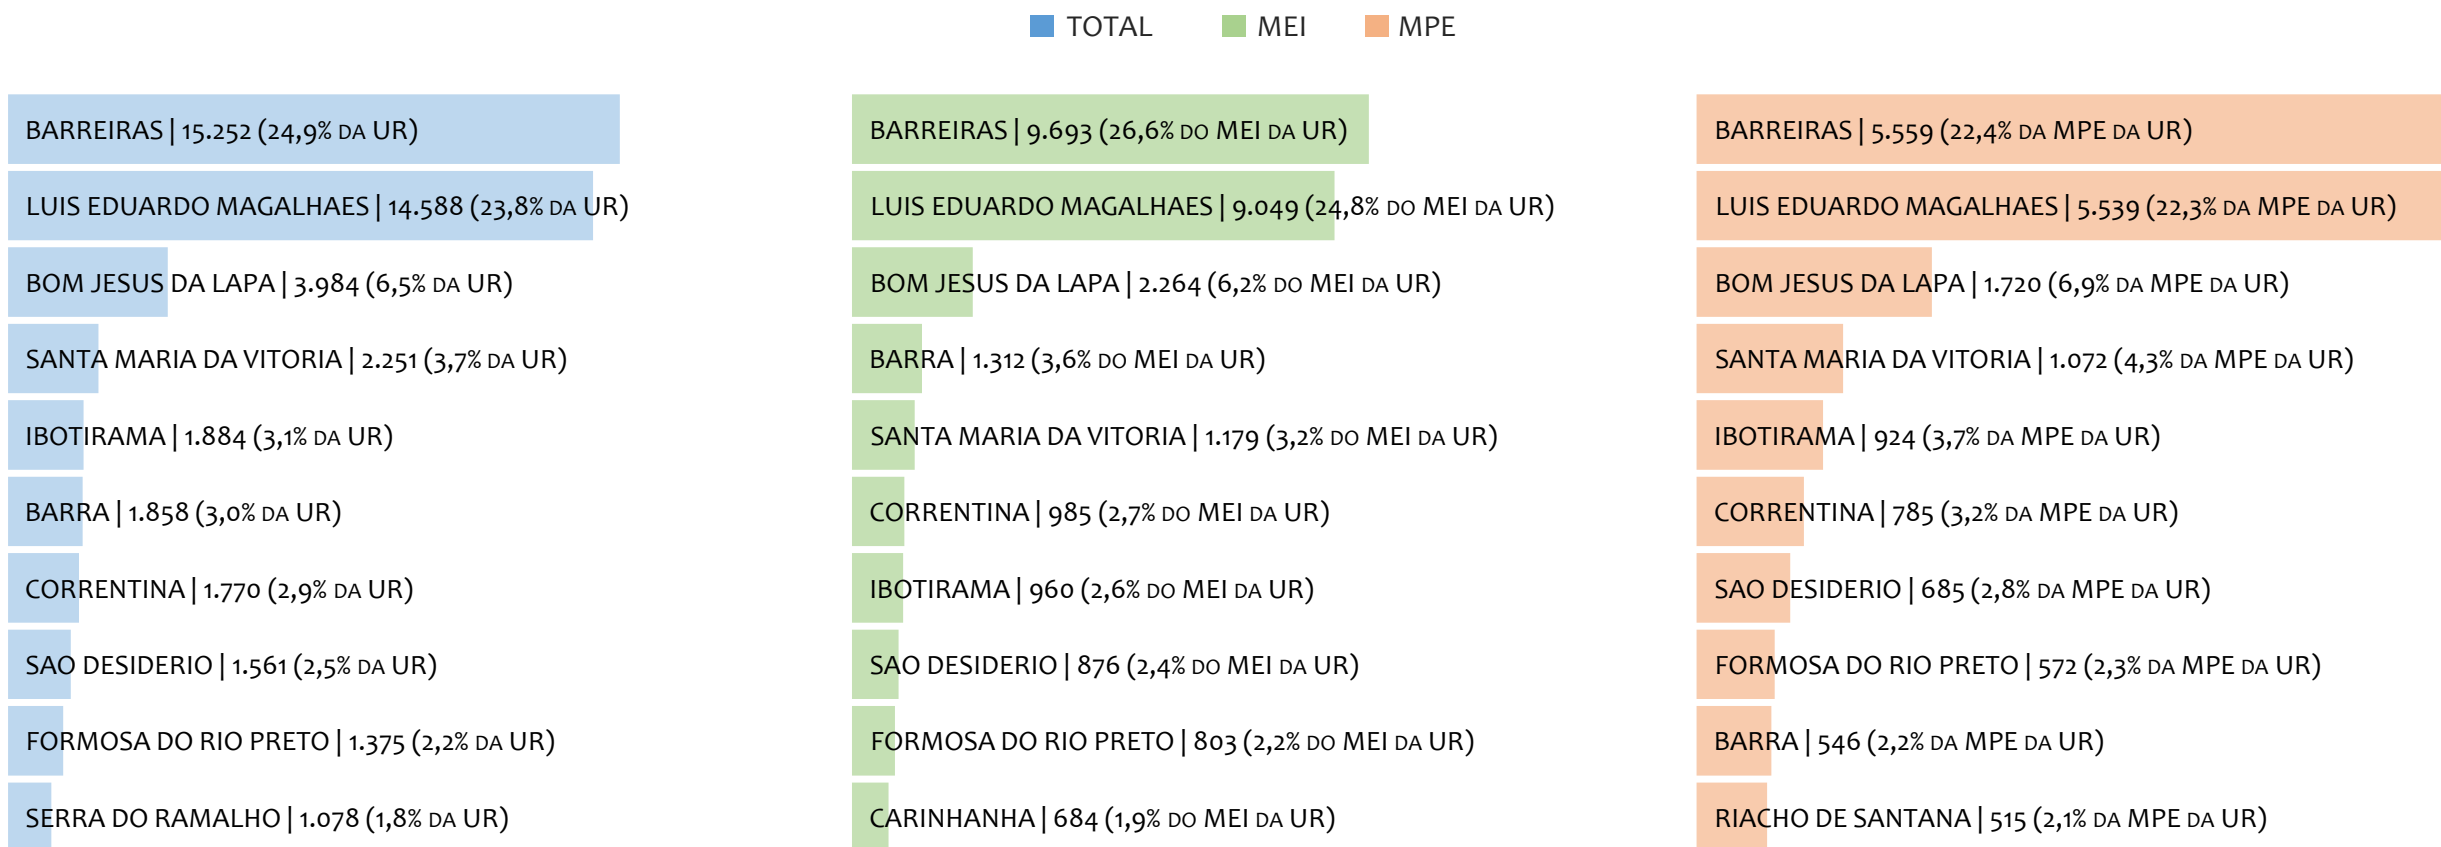 TOTAL MEI MPE
BARREIRAS | 15.252 (24,9% DA UR)
LUIS EDUARDO MAGALHAES | 14.588 (23,8% DA UR)
BOM JESUS DA LAPA | 3.984 (6,5% DA UR)
SANTA MARIA DA VITORIA | 2.251 (3,7% DA UR)
IBOTIRAMA | 1.884 (3,1% DA UR)
BARRA | 1.858 (3,0% DA UR)
CORRENTINA | 1.770 (2,9% DA UR)
SAO DESIDERIO | 1.561 (2,5% DA UR)
FORMOSA DO RIO PRETO | 1.375 (2,2% DA UR)
SERRA DO RAMALHO | 1.078 (1,8% DA UR)
BARREIRAS | 9.693 (26,6% DO MEI DA UR)
LUIS EDUARDO MAGALHAES | 9.049 (24,8% DO MEI DA UR)
BOM JESUS DA LAPA | 2.264 (6,2% DO MEI DA UR)
BARRA | 1.312 (3,6% DO MEI DA UR)
SANTA MARIA DA VITORIA | 1.179 (3,2% DO MEI DA UR)
CORRENTINA | 985 (2,7% DO MEI DA UR)
IBOTIRAMA | 960 (2,6% DO MEI DA UR)
SAO DESIDERIO | 876 (2,4% DO MEI DA UR)
FORMOSA DO RIO PRETO | 803 (2,2% DO MEI DA UR)
CARINHANHA | 684 (1,9% DO MEI DA UR)
BARREIRAS | 5.559 (22,4% DA MPE DA UR)
LUIS EDUARDO MAGALHAES | 5.539 (22,3% DA MPE DA UR)
BOM JESUS DA LAPA | 1.720 (6,9% DA MPE DA UR)
SANTA MARIA DA VITORIA | 1.072 (4,3% DA MPE DA UR)
IBOTIRAMA | 924 (3,7% DA MPE DA UR)
CORRENTINA | 785 (3,2% DA MPE DA UR)
SAO DESIDERIO | 685 (2,8% DA MPE DA UR)
FORMOSA DO RIO PRETO | 572 (2,3% DA MPE DA UR)
BARRA | 546 (2,2% DA MPE DA UR)
RIACHO DE SANTANA | 515 (2,1% DA MPE DA UR)